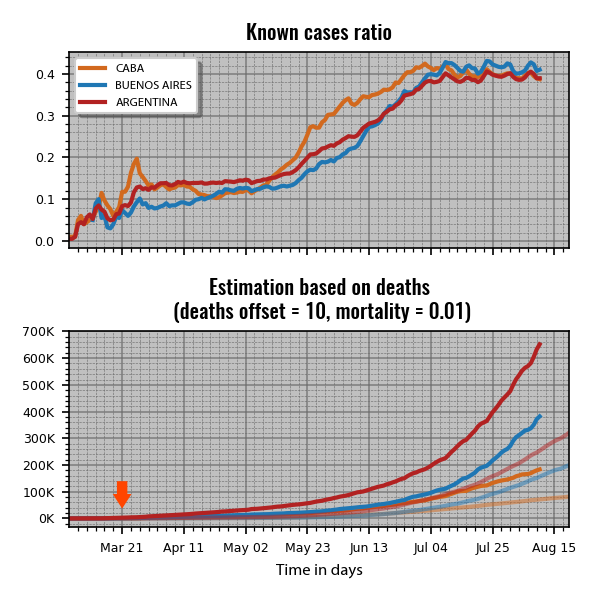 Known cases ratio
CABA
BUENOS AIRES
ARGENTINA
0.4
0.3
0.2
0.1
0.0
Estimation based on deaths
(deaths offset = 10, mortality = 0.01)
700K
600K
500K
400K
300K
200K
100K
0K
Mar 21 Apr 11 May 02 May 23 Jun 13 Jul 04 Jul 25 Aug 15
Time in days